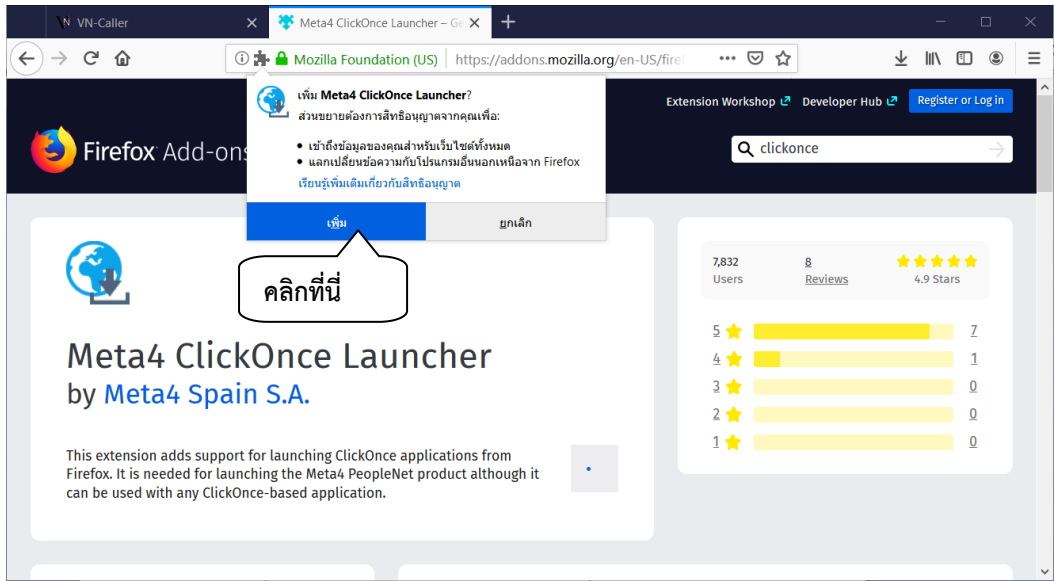 VN-Caller
Meta4 ClickOnce Launcher – Ge
Mozilla Foundation (US) https://addons.mozilla.org/en-US/firef
เพิ่ม Meta4 ClickOnce Launcher?
ส่วนขยายต้องการสิทธิอนุญาตจากคุณเพื่อ:
• เข้าถึงข้อมูลของคุณสำหรับเว็บไซต์ทั้งหมด
• แลกเปลี่ยนข้อความกับโปรแกรมอื่นนอกเหนือจาก Firefox
เรียนรู้เพิ่มเติมเกี่ยวกับสิทธิอนุญาต
เพิ่ม ยกเลิก
คลิกที่นี่
Extension Workshop Developer Hub Register or Log in
Firefox Add-ons
clickonce
Meta4 ClickOnce Launcher
by Meta4 Spain S.A.
This extension adds support for launching ClickOnce applications from
Firefox. It is needed for launching the Meta4 PeopleNet product although it
can be used with any ClickOnce-based application.
7,832 8
Users Reviews 4.9 Stars
5 7
4 1
3 0
2 0
1 0